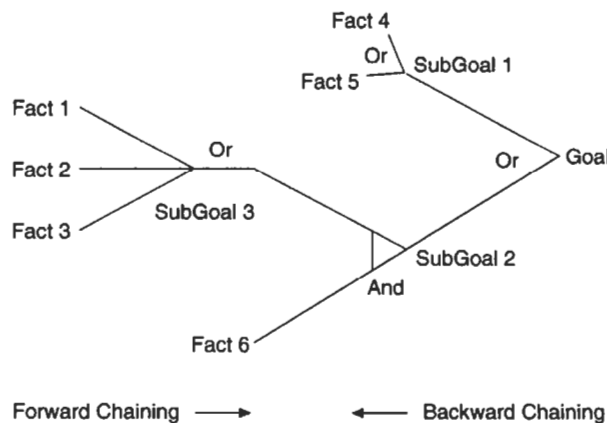 Fact 4
Or
SubGoal 1
Fact 5
Fact 1
Or
Or
Goal
Fact 2
SubGoal 3
Fact 3
SubGoal 2
And
Fact 6
Forward Chaining
Backward Chaining